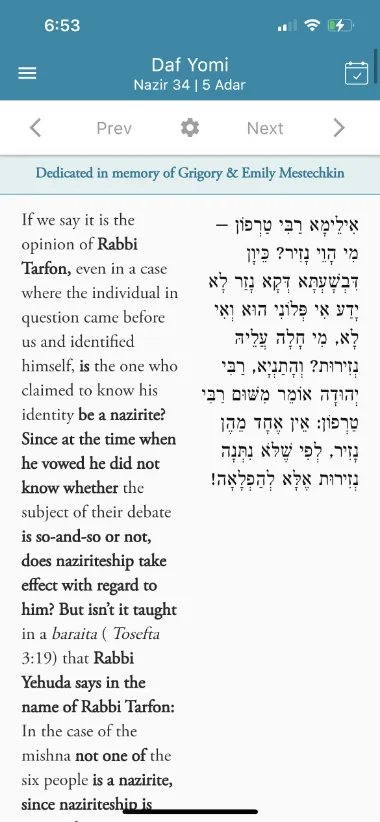 6:53
Daf Yomi
Nazir 34 | 5 Adar
Prev
Next
Dedicated in memory of Grigory & Emily Mestechkin
If we say it is the
opinion of Rabbi
Tarfon, even in a case
where the individual in
question came before
us and identified
himself, is the one who
claimed to know his
identity be a nazirite?
Since at the time when
he vowed he did not
know whether the
subject of their debate
is so-and-so or not,
does naziriteship take
effect with regard to
him? But isn't it taught
in a baraita ( Tosefta
3:19) that Rabbi
Yehuda says in the
name of Rabbi Tarfon:
In the case of the
mishna not one of the
six people is a nazirite,
since naziriteship is
אִילֵּימָא רַבִּי טַרְפוֹן –
מִי הָוֵי נָזִיר? כֵּיוָן
דִּבְשָׁעְתָּא דְּקָא נָזַר לָא
יָדַע אִי פְּלוֹנִי הוּא וְאִי
לָא, מִי חָלָה עֲלֵיהּ
נְזִירוּת? וְהָתַנְיָא, רַבִּי
יְהוּדָה אוֹמֵר מִשּׁוּם רַבִּי
טַרְפוֹן: אֵין אֶחָד מֵהֶן
נָזִיר, לְפִי שֶׁלֹּא נִתְּנָה
נְזִירוּת אֶלָּא לְהַפְלָאָה!